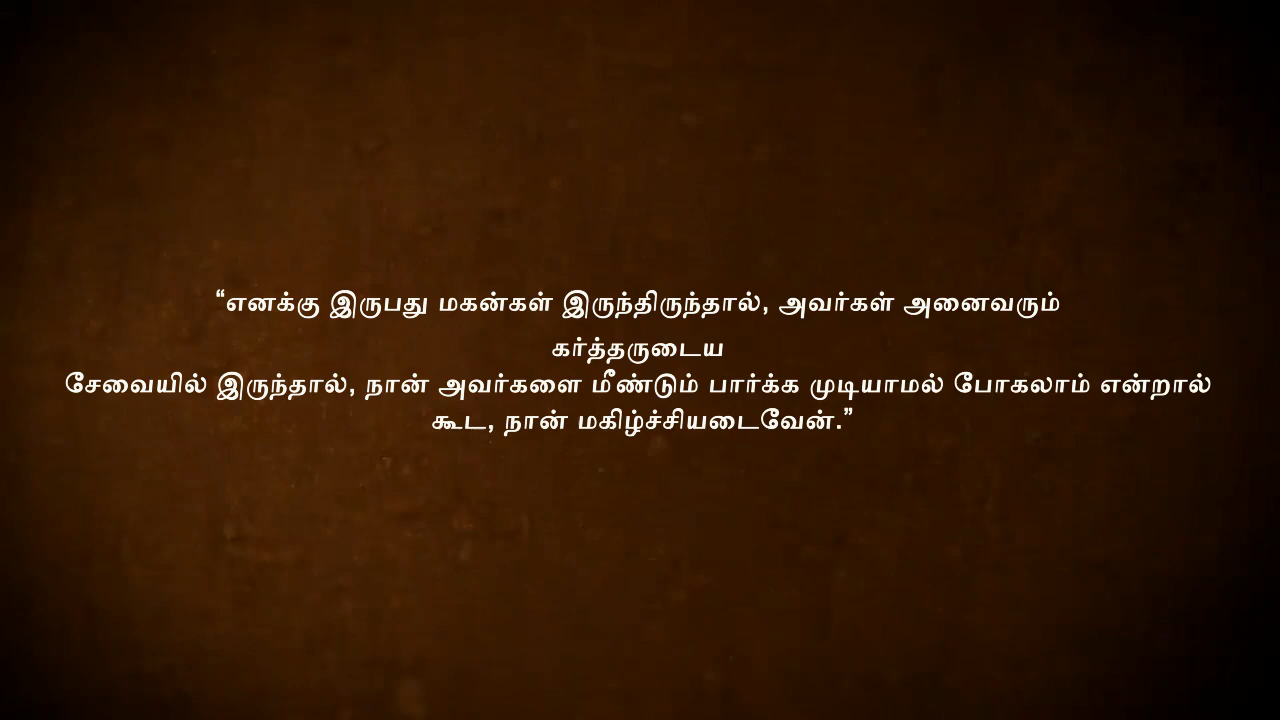 “எனக்கு இருபது மகன்கள் இருந்திருந்தால், அவர்கள் அனைவரும்
கர்த்தருடைய
சேவையில் இருந்தால், நான் அவர்களை மீண்டும் பார்க்க முடியாமல் போகலாம் என்றால்
கூட, நான் மகிழ்ச்சியடைவேன்.”